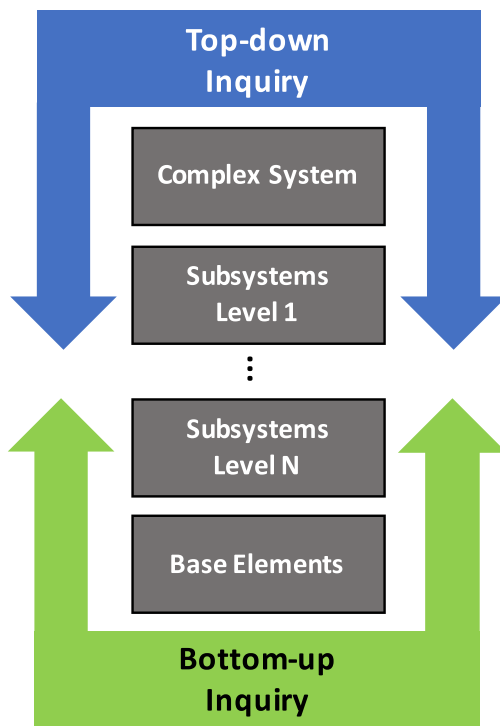 Top-down
Inquiry
Complex System
Subsystems
Level 1
⋮
Subsystems
Level N
Base Elements
Bottom-up
Inquiry